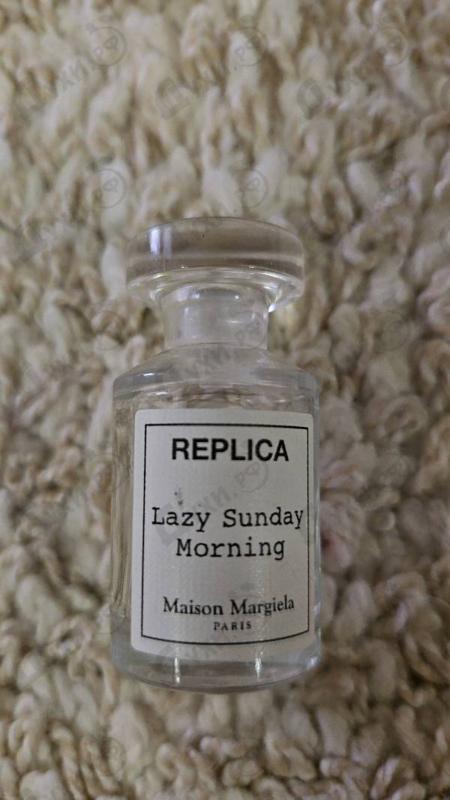 REPLICA
Lazy Sunday
Morning
Maison Margiela
PARIS